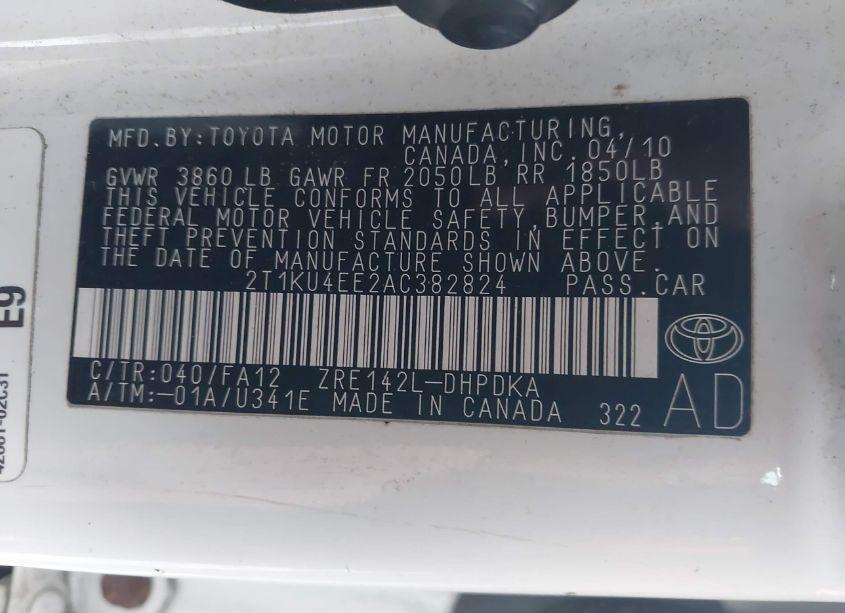 MFD.BY:TOYOTA MOTOR MANUFACTURING,
CANADA, INC. 04/10
GVWR 3860 LB GAWR FR 2050LB RR 1850LB
THIS VEHICLE CONFORMS TO ALL APPLICABLE
FEDERAL MOTOR VEHICLE SAFETY,BUMPER,AND
THEFT PREVENTION STANDARDS IN EFFECT ON
THE DATE OF MANUFACTURE SHOWN ABOVE.
2T1KU4EE2AC382824 PASS.CAR
C/TR:040/FA12 ZRE142L-DHPDKA
A/TM:-01A/U341E MADE IN CANADA 322 AD
E9